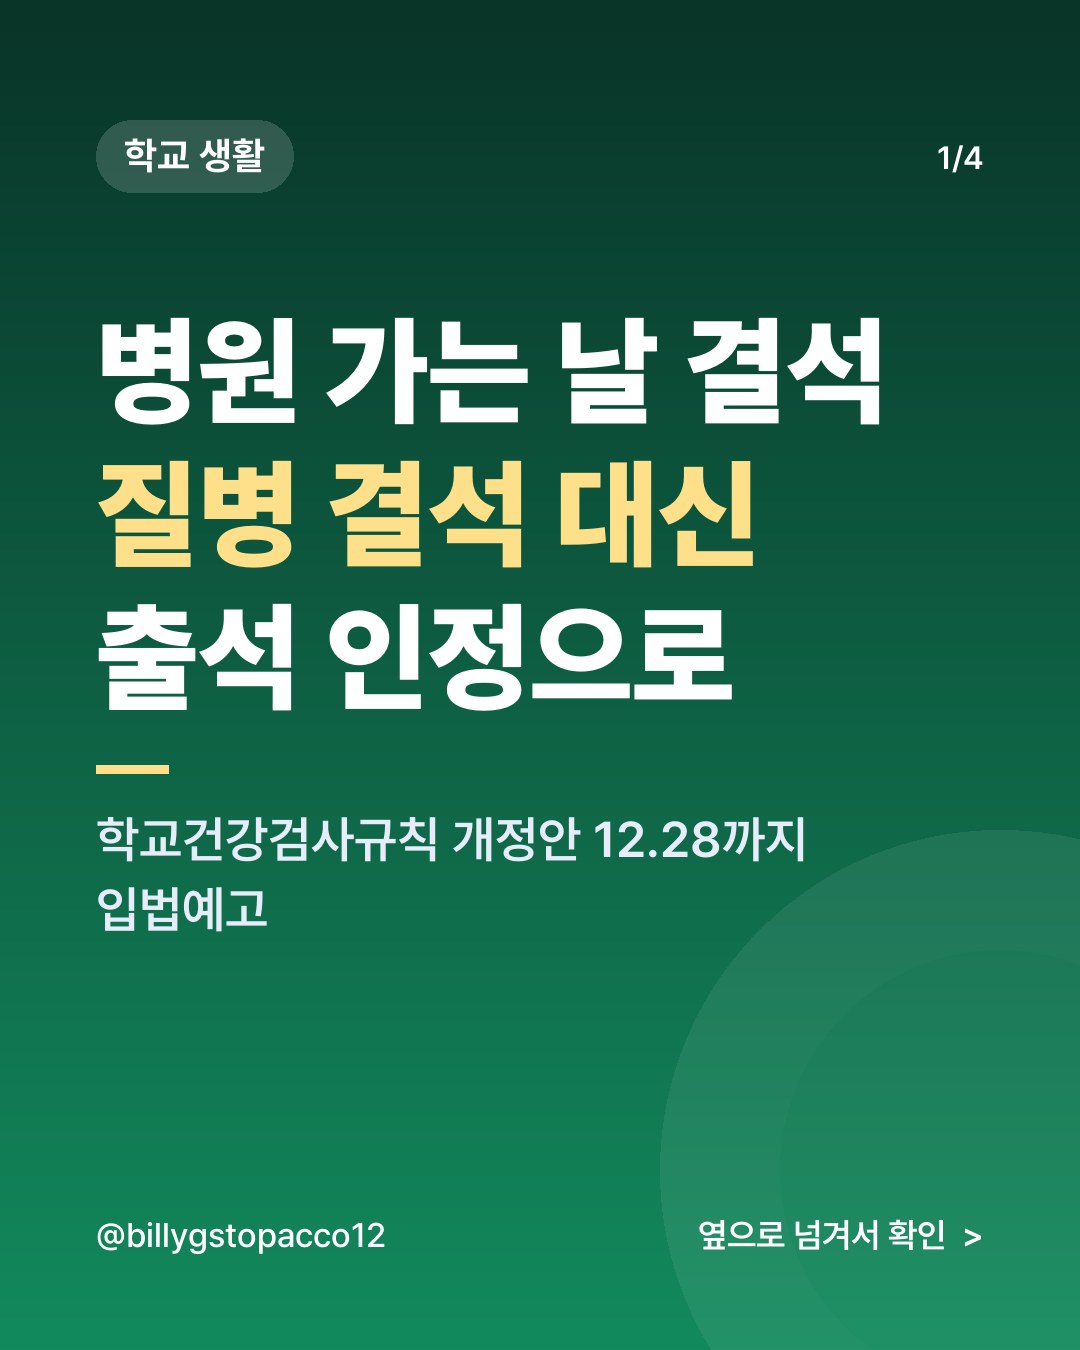 학교 생활
1/4
병원 가는 날 결석
질병 결석 대신
출석 인정으로
학교건강검사규칙 개정안 12.28까지
입법예고
@billygstopacco12
옆으로 넘겨서 확인 >